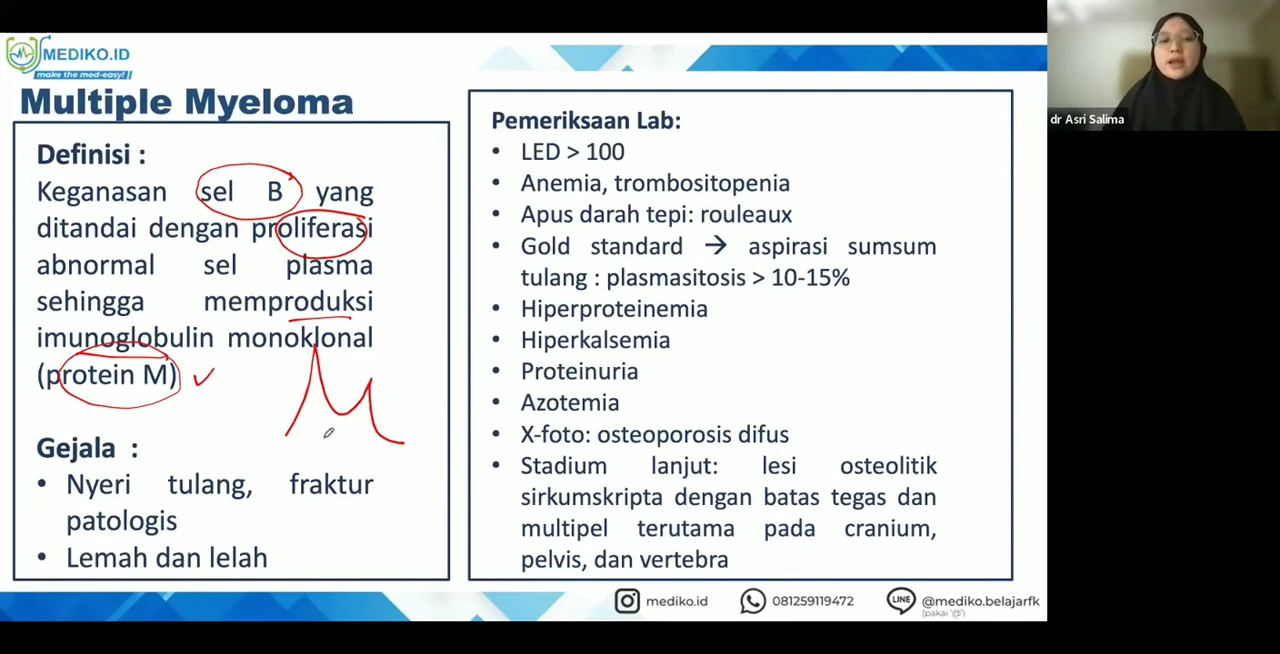 MEDIKO.ID
make the med-easy!
Multiple Myeloma
Definisi :
Keganasan sel B yang
ditandai dengan proliferasi
abnormal sel plasma
sehingga memproduksi
imunoglobulin monoklonal
(protein M)
M
Gejala :
• Nyeri tulang, fraktur
patologis
• Lemah dan lelah
Pemeriksaan Lab:
• LED > 100
• Anemia, trombositopenia
• Apus darah tepi: rouleaux
• Gold standard → aspirasi sumsum
tulang : plasmasitosis > 10-15%
• Hiperproteinemia
• Hiperkalsemia
• Proteinuria
• Azotemia
• X-foto: osteoporosis difus
• Stadium lanjut: lesi osteolitik
sirkumskripta dengan batas tegas dan
multipel terutama pada cranium,
pelvis, dan vertebra
mediko.id
081259119472
LINE
@mediko.belajarfk
(pakai '@')
dr Asri Salima